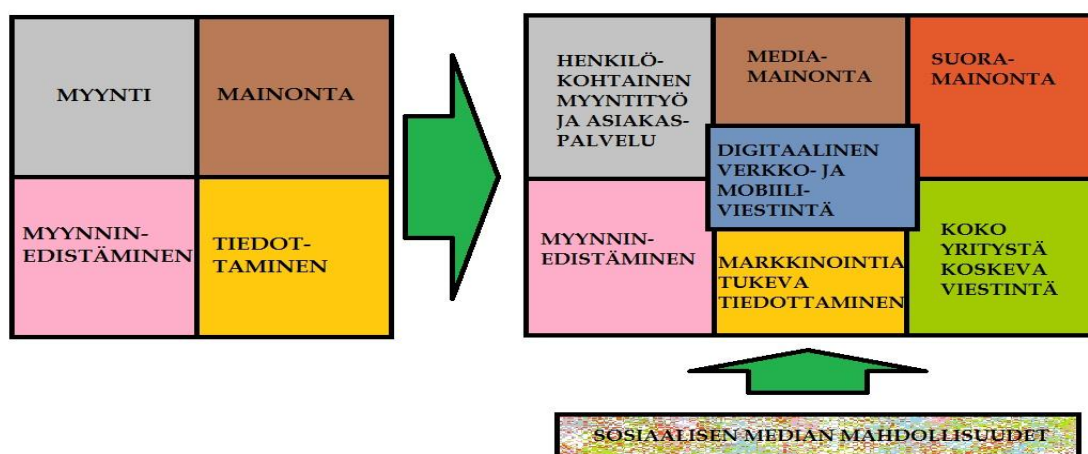 MYYNTI
MAINONTA
MYYNNIN-
EDISTÄMINEN
TIEDOT-
TAMINEN
HENKILÖ-
KOHTAINEN
MYYNTITYÖ
JA ASIAKAS-
PALVELU
MEDIA-
MAINONTA
SUORA-
MAINONTA
DIGITAALINEN
VERKKO- JA
MOBIILI-
VIESTINTÄ
MYYNNIN-
EDISTÄMINEN
MARKKINOINTIA
TUKEVA
TIEDOTTAMINEN
KOKO
YRITYSTÄ
KOSKEVA
VIESTINTÄ
SOSIAALISEN MEDIAN MAHDOLLISUUDET